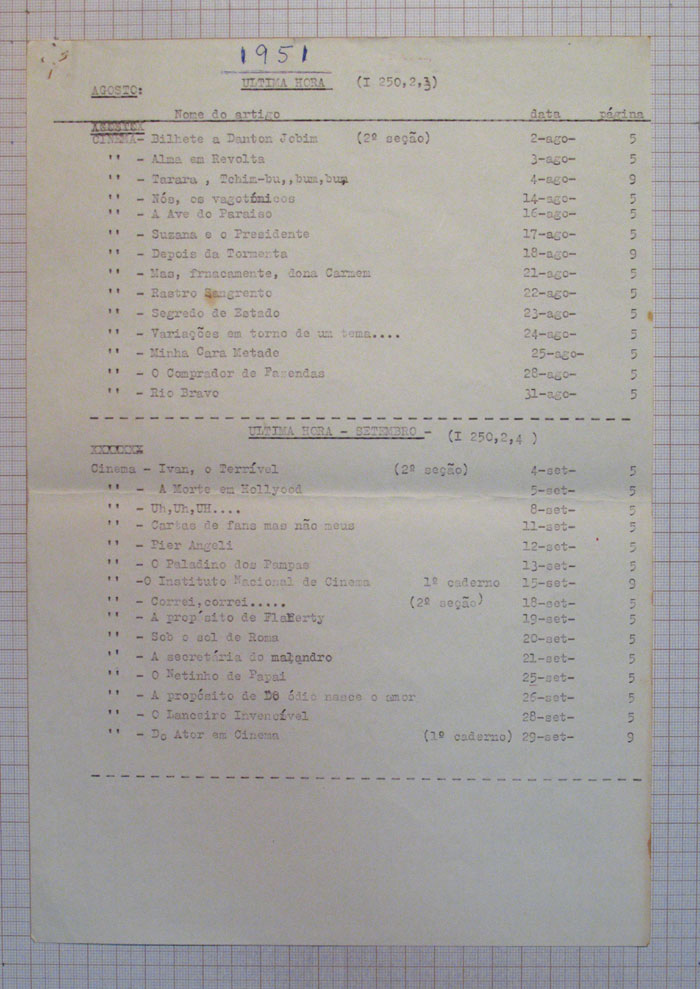 1951
ULTIMA HORA (I 250,2,3)
AGOSTO:
Nome do artigo data página
CINEMA- Bilhete a Danton Jobim (2º seção) 2-ago- 5
'' - Alma em Revolta 3-ago- 5
'' - Tarara , Tchim-bu,,bum,bum 4-ago- 9
'' - Nós, os vagotônicos 14-ago- 5
'' - A Ave do Paraiso 16-ago- 5
'' - Suzana e o Presidente 17-ago- 5
'' - Depois da Tormenta 18-ago- 9
'' - Mas, frnacamente, dona Carmem 21-ago- 5
'' - Rastro Sangrento 22-ago- 5
'' - Segredo de Estado 23-ago- 5
'' - Variações em torno de um tema.... 24-ago- 5
'' - Minha Cara Metade 25-ago- 5
'' - O Comprador de Fazendas 28-ago- 5
'' - Rio Bravo 31-ago- 5
ULTIMA HORA - SETEMBRO - (I 250,2,4 )
XXXXXXX
Cinema - Ivan, o Terrível (2º seção) 4-set- 5
'' - A Morte em Hollyood 5-set- 5
'' - Uh,Uh,UH.... 8-set- 5
'' - Cartas de fans mas não meus 11-set- 5
'' - Pier Angeli 12-set- 5
'' - O Paladino dos Pampas 13-set- 5
'' -O Instituto Nacional de Cinema 1º caderno 15-set- 9
'' - Correi,correi..... (2º seção) 18-set- 5
'' - A propósito de Flaherty 19-set- 5
'' - Sob o sol de Roma 20-set- 5
'' - A secretária do malandro 21-set- 5
'' - O Netinho de Papai 25-set- 5
'' - A propósito de Do ódio nasce o amor 26-set- 5
'' - O Lanceiro Invencível 28-set- 5
'' - Do Ator em Cinema (1º caderno) 29-set- 9